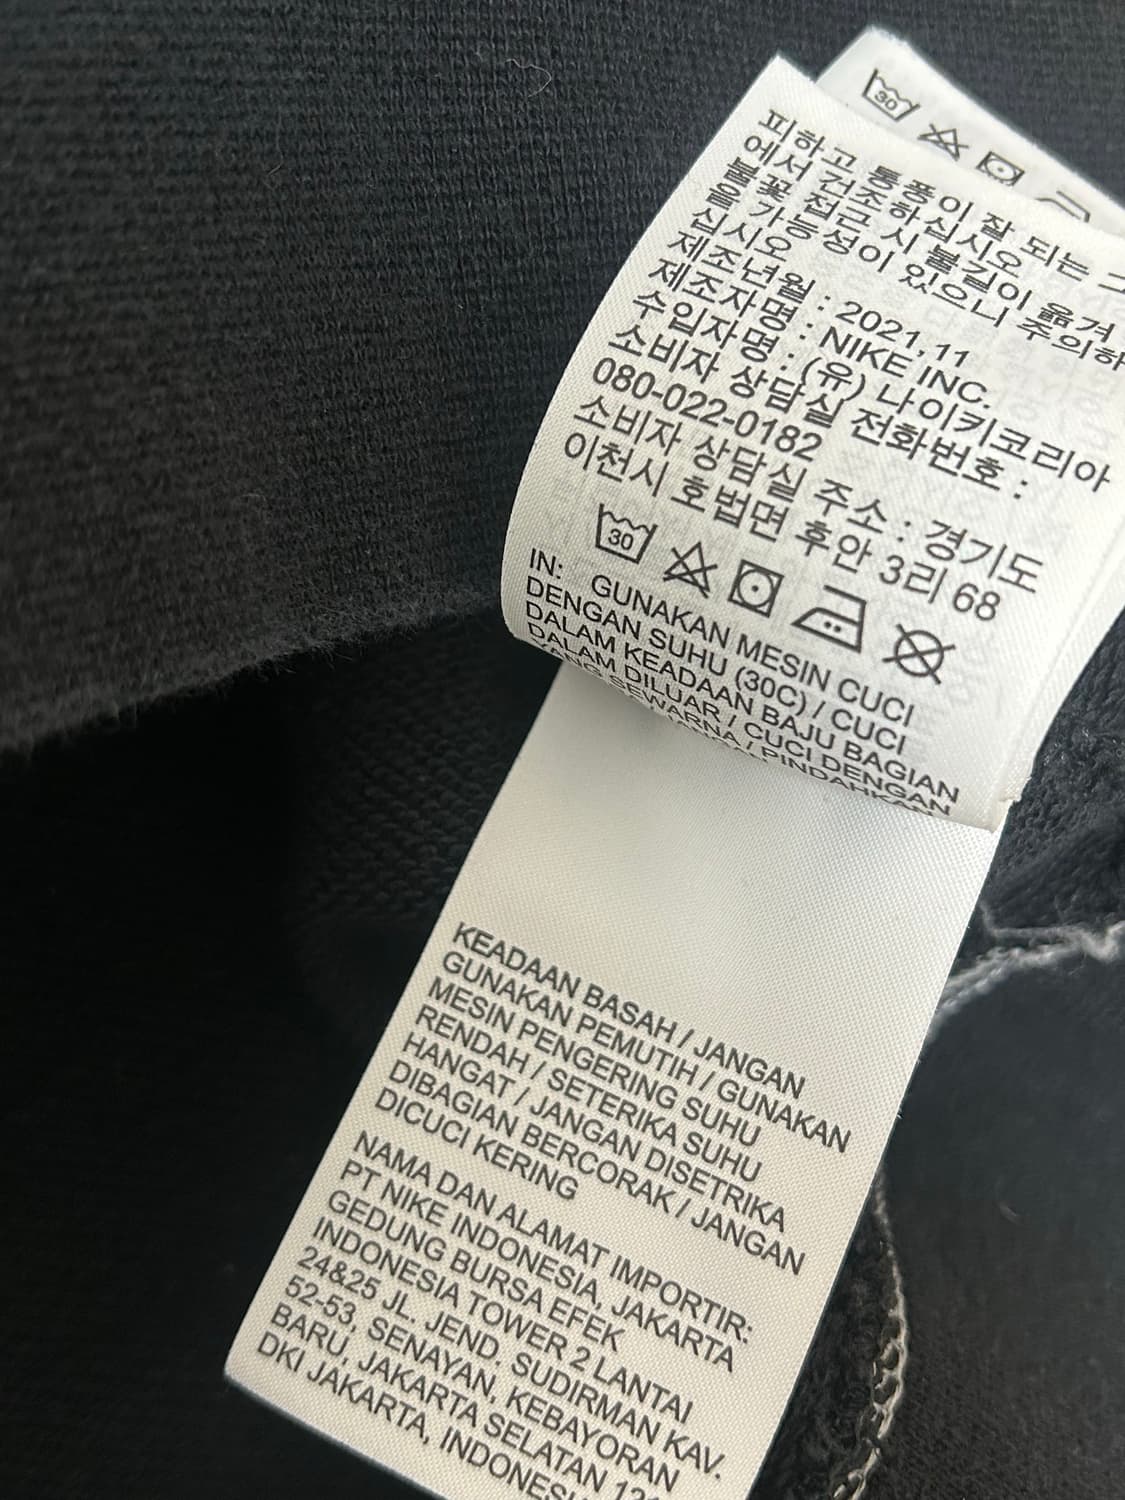 30
피하고 통풍이 잘 되는
에서 건조하십시오
불꽃 접근 시 불길이 옮겨
을 가능성이 있으니 주의하
십시오
제조년월 : 2021, 11
제조자명 : NIKE INC.
수입자명 : (유) 나이키코리아
소비자 상담실 전화번호 :
080-022-0182
소비자 상담실 주소 : 경기도
이천시 호법면 후안 3리 68
30
IN: GUNAKAN MESIN CUCI
DENGAN SUHU (30C) / CUCI
DALAM KEADAAN BAJU BAGIAN
DALAM DILUAR / CUCI DENGAN
YANG SEWARNA / PINDAHKAN
KEADAAN BASAH / JANGAN
GUNAKAN PEMUTIH / GUNAKAN
MESIN PENGERING SUHU
RENDAH / SETERIKA SUHU
HANGAT / JANGAN DISETRIKA
DIBAGIAN BERCORAK / JANGAN
DICUCI KERING
NAMA DAN ALAMAT IMPORTIR:
PT NIKE INDONESIA, JAKARTA
GEDUNG BURSA EFEK
INDONESIA TOWER 2 LANTAI
24&25 JL. JEND. SUDIRMAN KAV.
52-53, SENAYAN, KEBAYORAN
BARU, JAKARTA SELATAN
DKI JAKARTA,